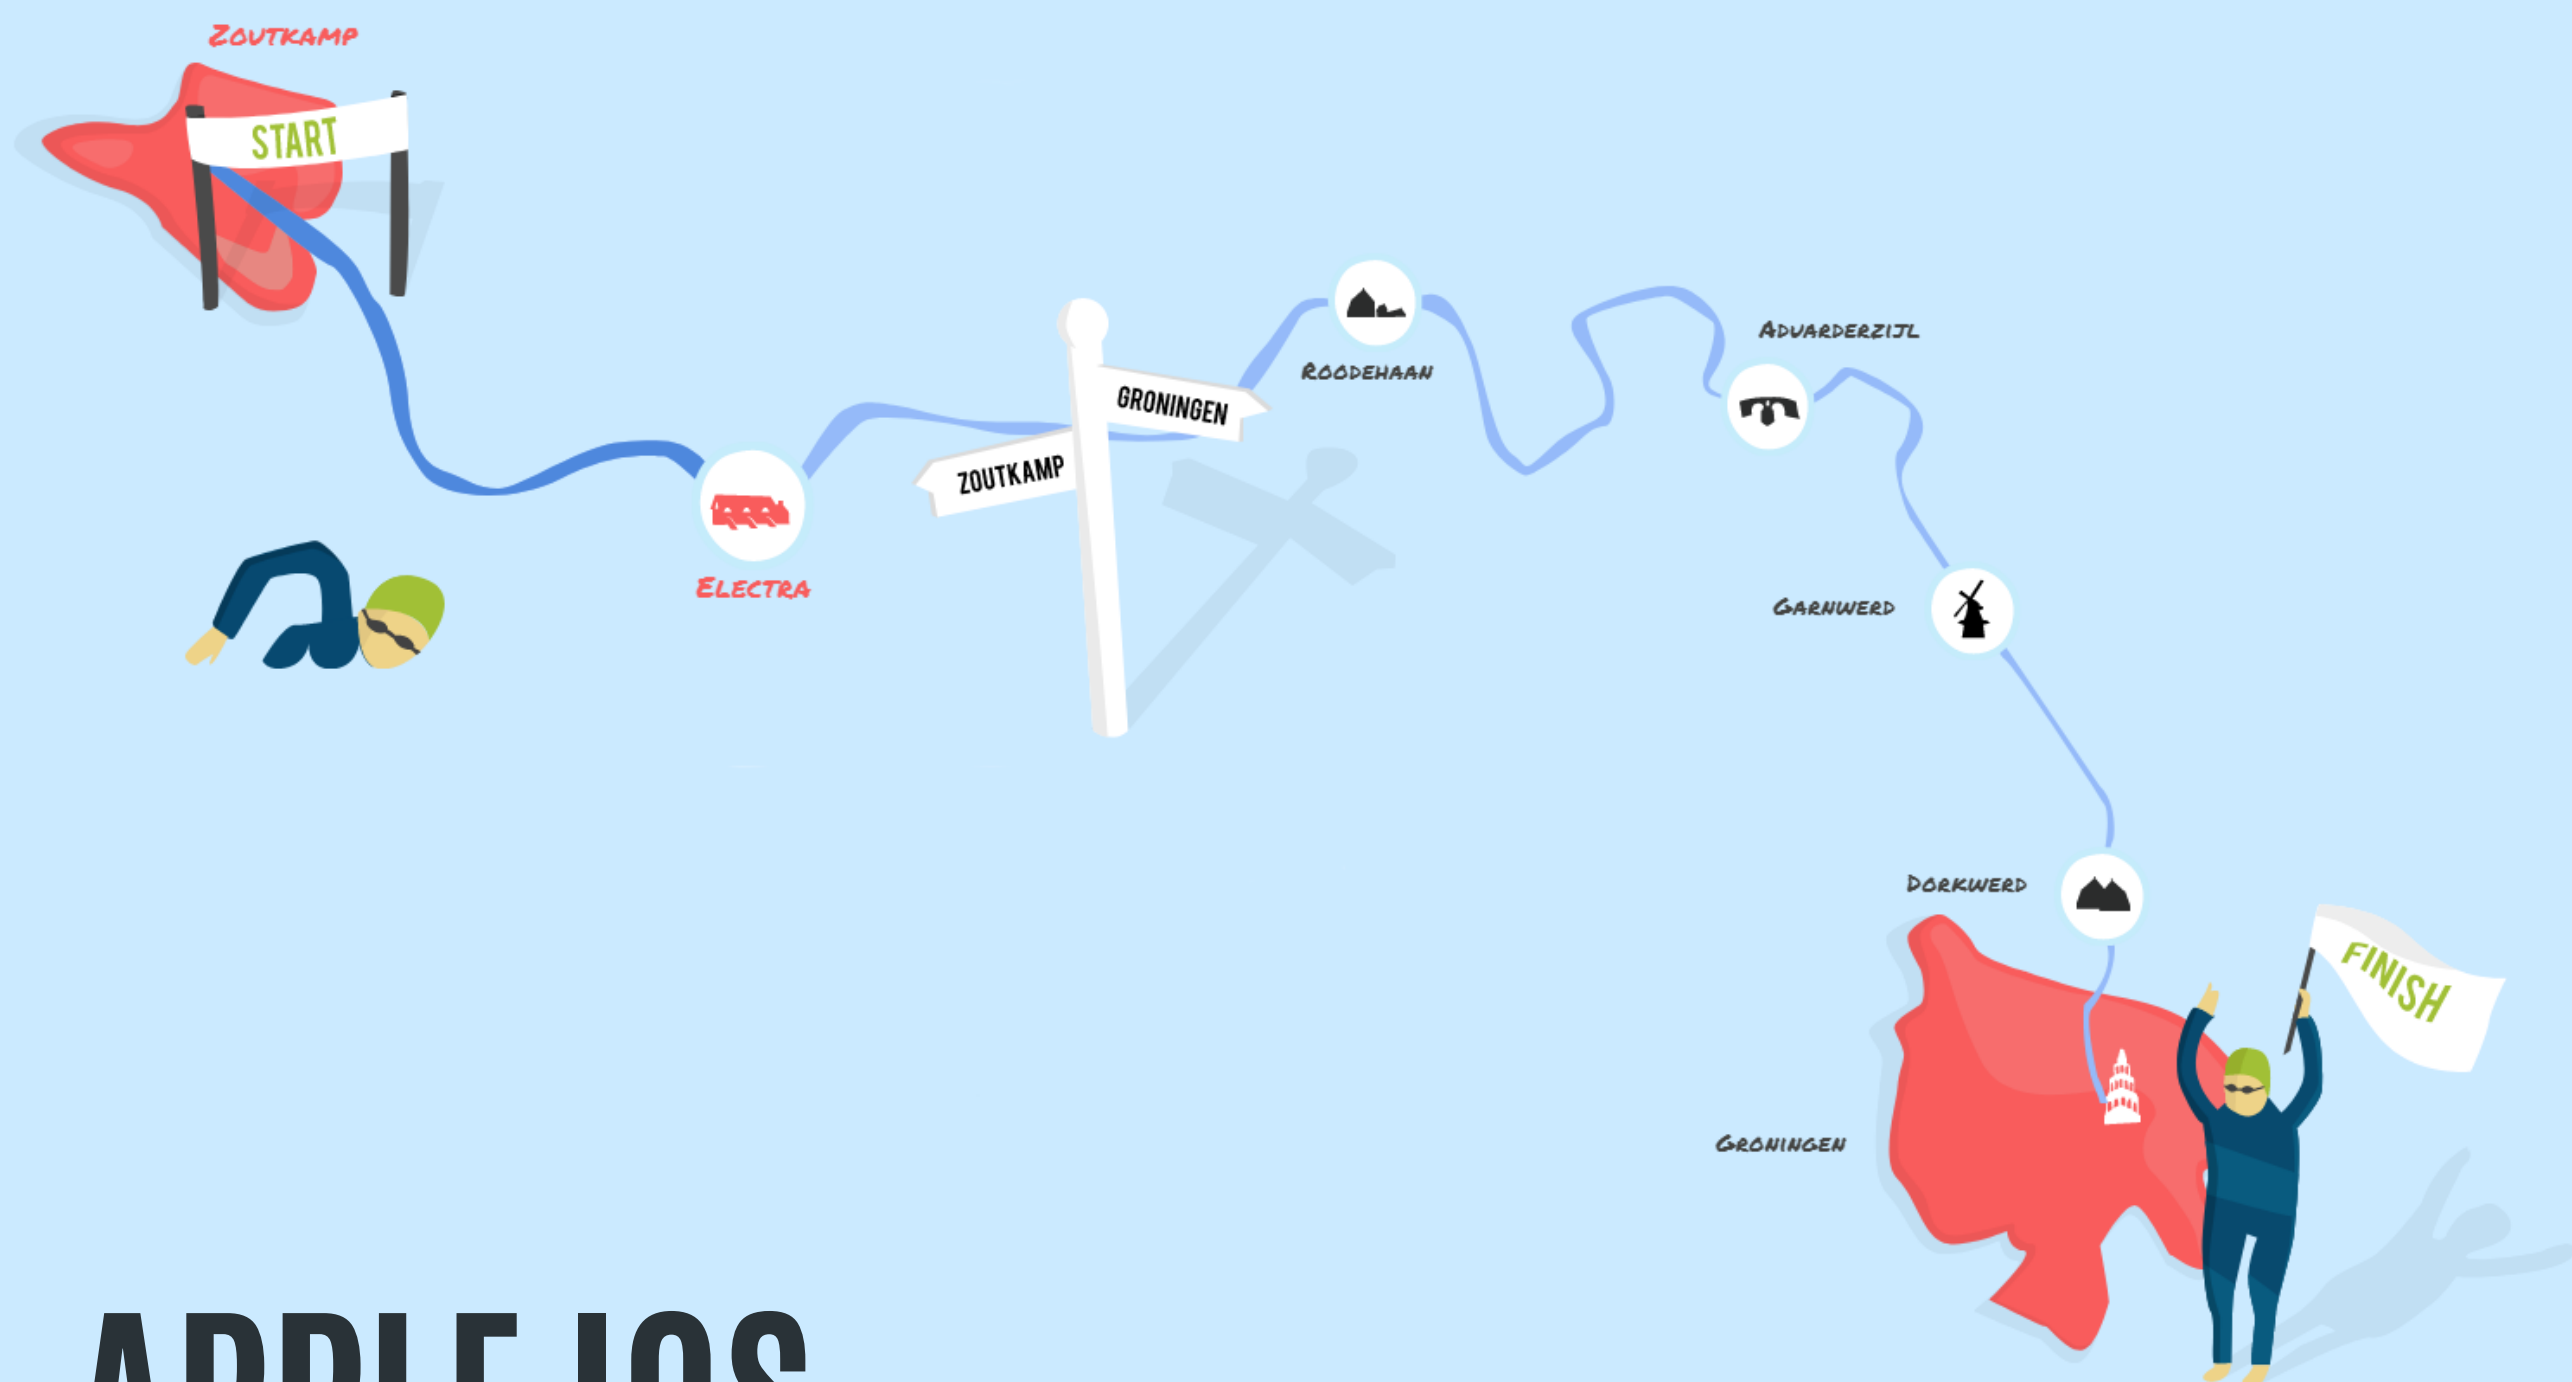 ZOUTKAMP
START
ELECTRA
ZOUTKAMP
GRONINGEN
ROODEHAAN
ADUARDERZIJL
GARNWERD
DORKWERD
FINISH
GRONINGEN